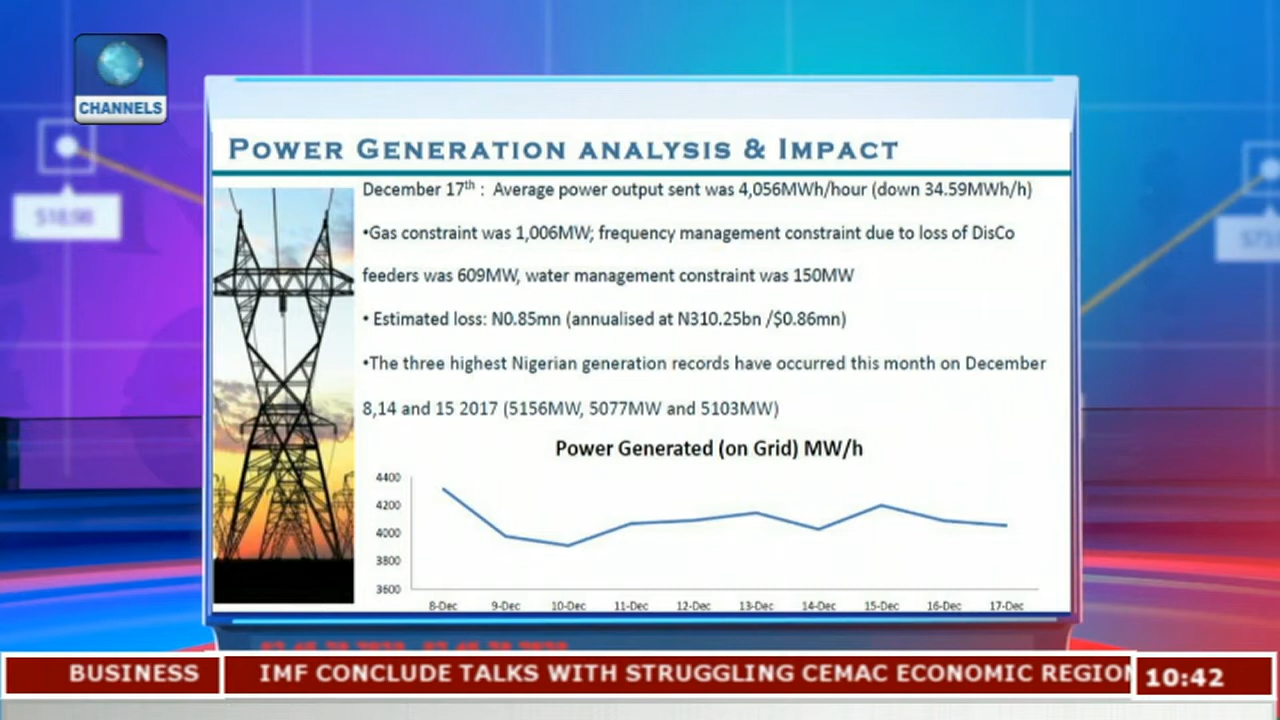 CHANNELS
POWER GENERATION ANALYSIS & IMPACT
December 17th : Average power output sent was 4,056MWh/hour (down 34.59MWh/h)
•Gas constraint was 1,006MW; frequency management constraint due to loss of DisCo
feeders was 609MW, water management constraint was 150MW
• Estimated loss: N0.85mn (annualised at N310.25bn /$0.86mn)
•The three highest Nigerian generation records have occurred this month on December
8,14 and 15 2017 (5156MW, 5077MW and 5103MW)
Power Generated (on Grid) MW/h
4400
4200
4000
3800
3600
8-Dec 9-Dec 10-Dec 11-Dec 12-Dec 13-Dec 14-Dec 15-Dec 16-Dec 17-Dec
BUSINESS IMF CONCLUDE TALKS WITH STRUGGLING CEMAC ECONOMIC REGION 10:42